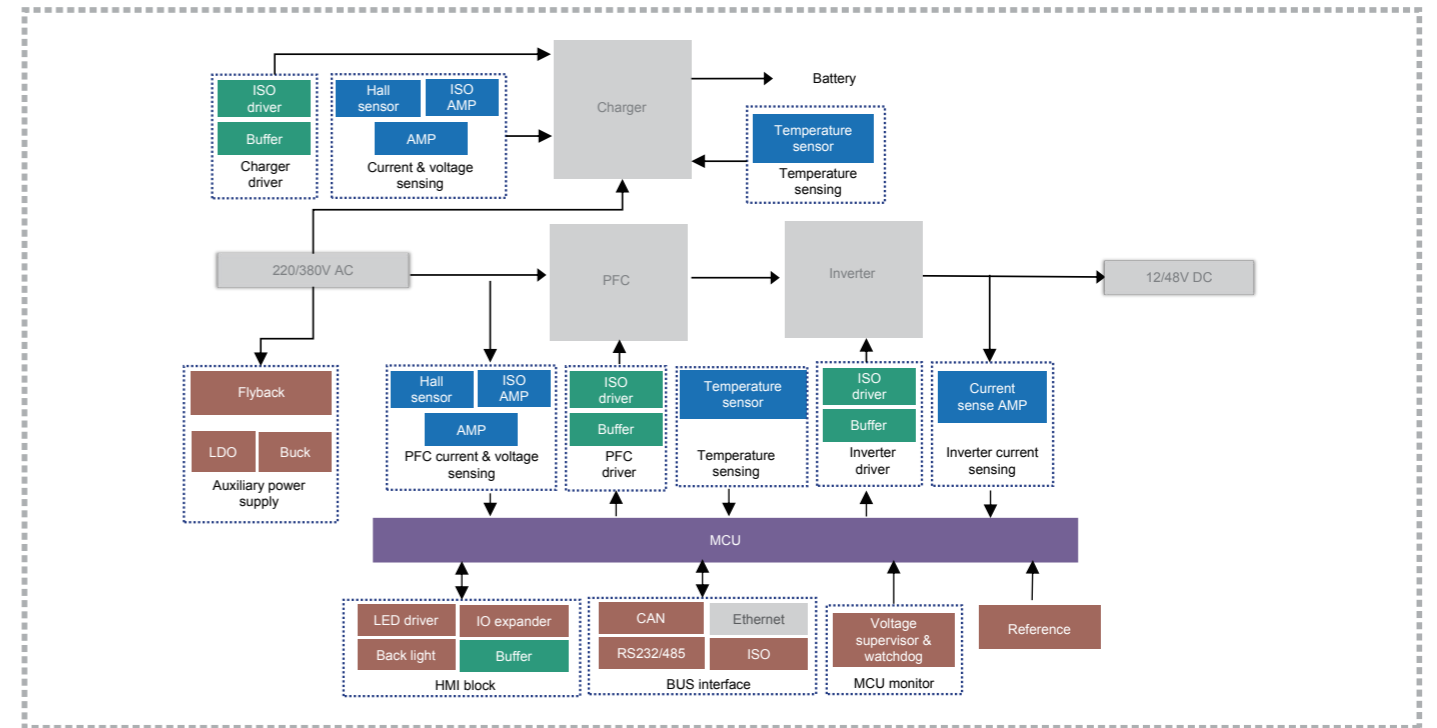 ISO
driver
Buffer
Charger
driver
Hall
sensor
ISO
AMP
AMP
Current & voltage
sensing
Charger
Battery
Temperature
sensor
Temperature
sensing
220/380V AC
PFC
Inverter
12/48V DC
Flyback
LDO
Buck
Auxiliary power
supply
Hall
sensor
ISO
AMP
AMP
PFC current & voltage
sensing
ISO
driver
Buffer
PFC
driver
Temperature
sensor
Temperature
sensing
ISO
driver
Buffer
Inverter
driver
Current
sense AMP
Inverter current
sensing
MCU
LED driver
IO expander
Back light
Buffer
HMI block
CAN
Ethernet
RS232/485
ISO
BUS interface
Voltage
supervisor &
watchdog
MCU monitor
Reference